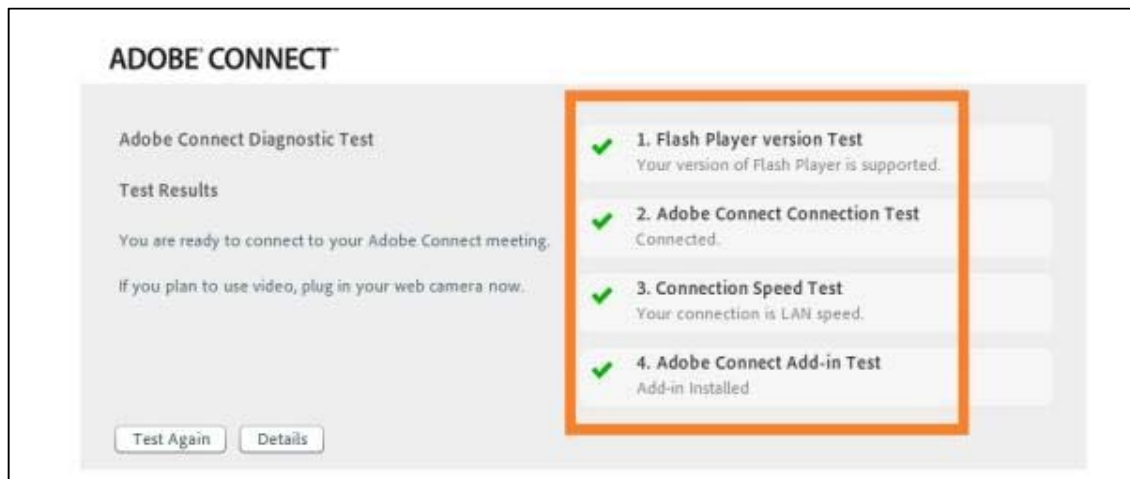 ADOBE® CONNECT™
Adobe Connect Diagnostic Test
Test Results
You are ready to connect to your Adobe Connect meeting.
If you plan to use video, plug in your web camera now.
1. Flash Player version Test
Your version of Flash Player is supported.
2. Adobe Connect Connection Test
Connected.
3. Connection Speed Test
Your connection is LAN speed.
4. Adobe Connect Add-in Test
Add-in Installed
Test Again Details